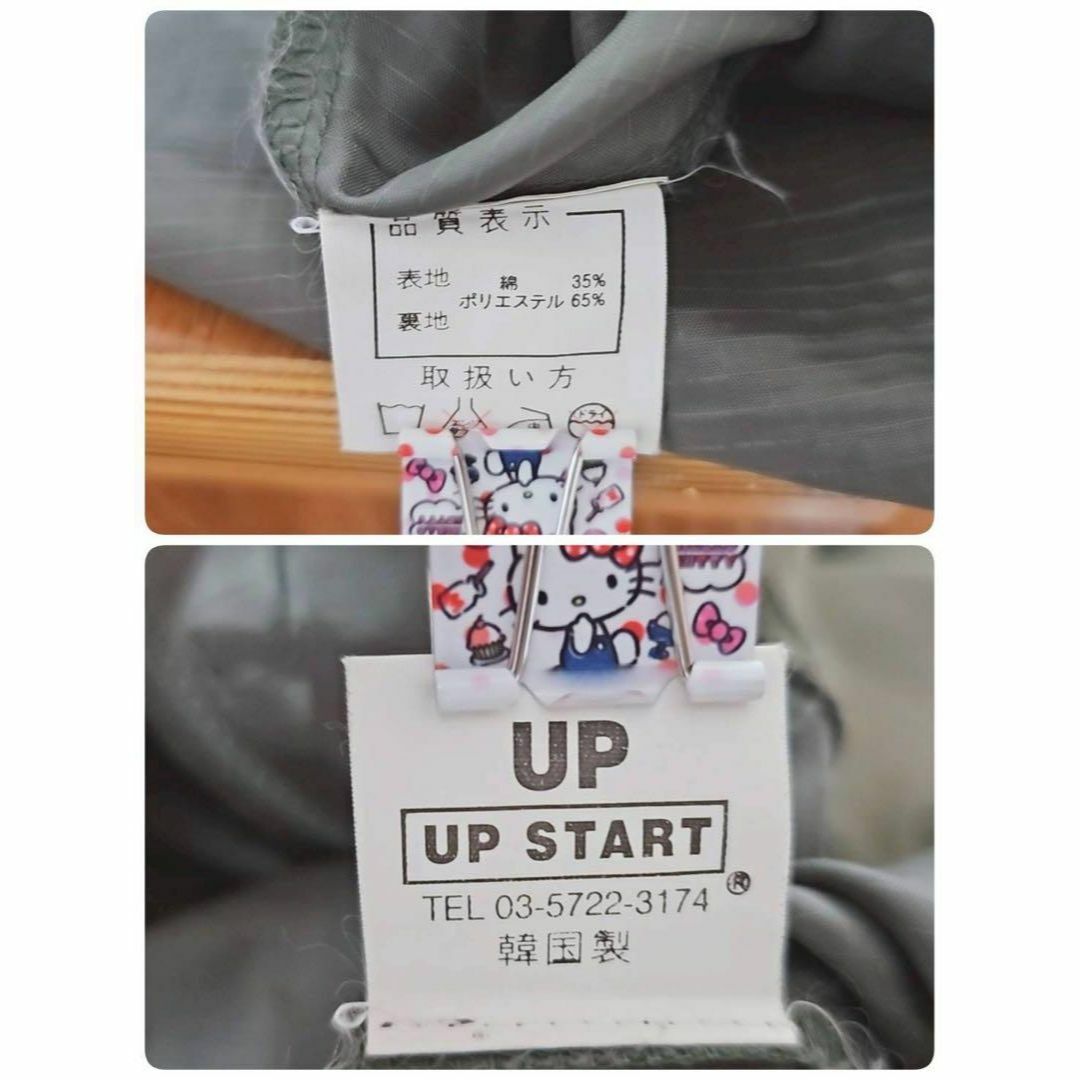 品質表示
表地 綿 35%
ポリエステル 65%
裏地
取扱い方
ドライ
UP
UP START
®
TEL 03-5722-3174
韓国製